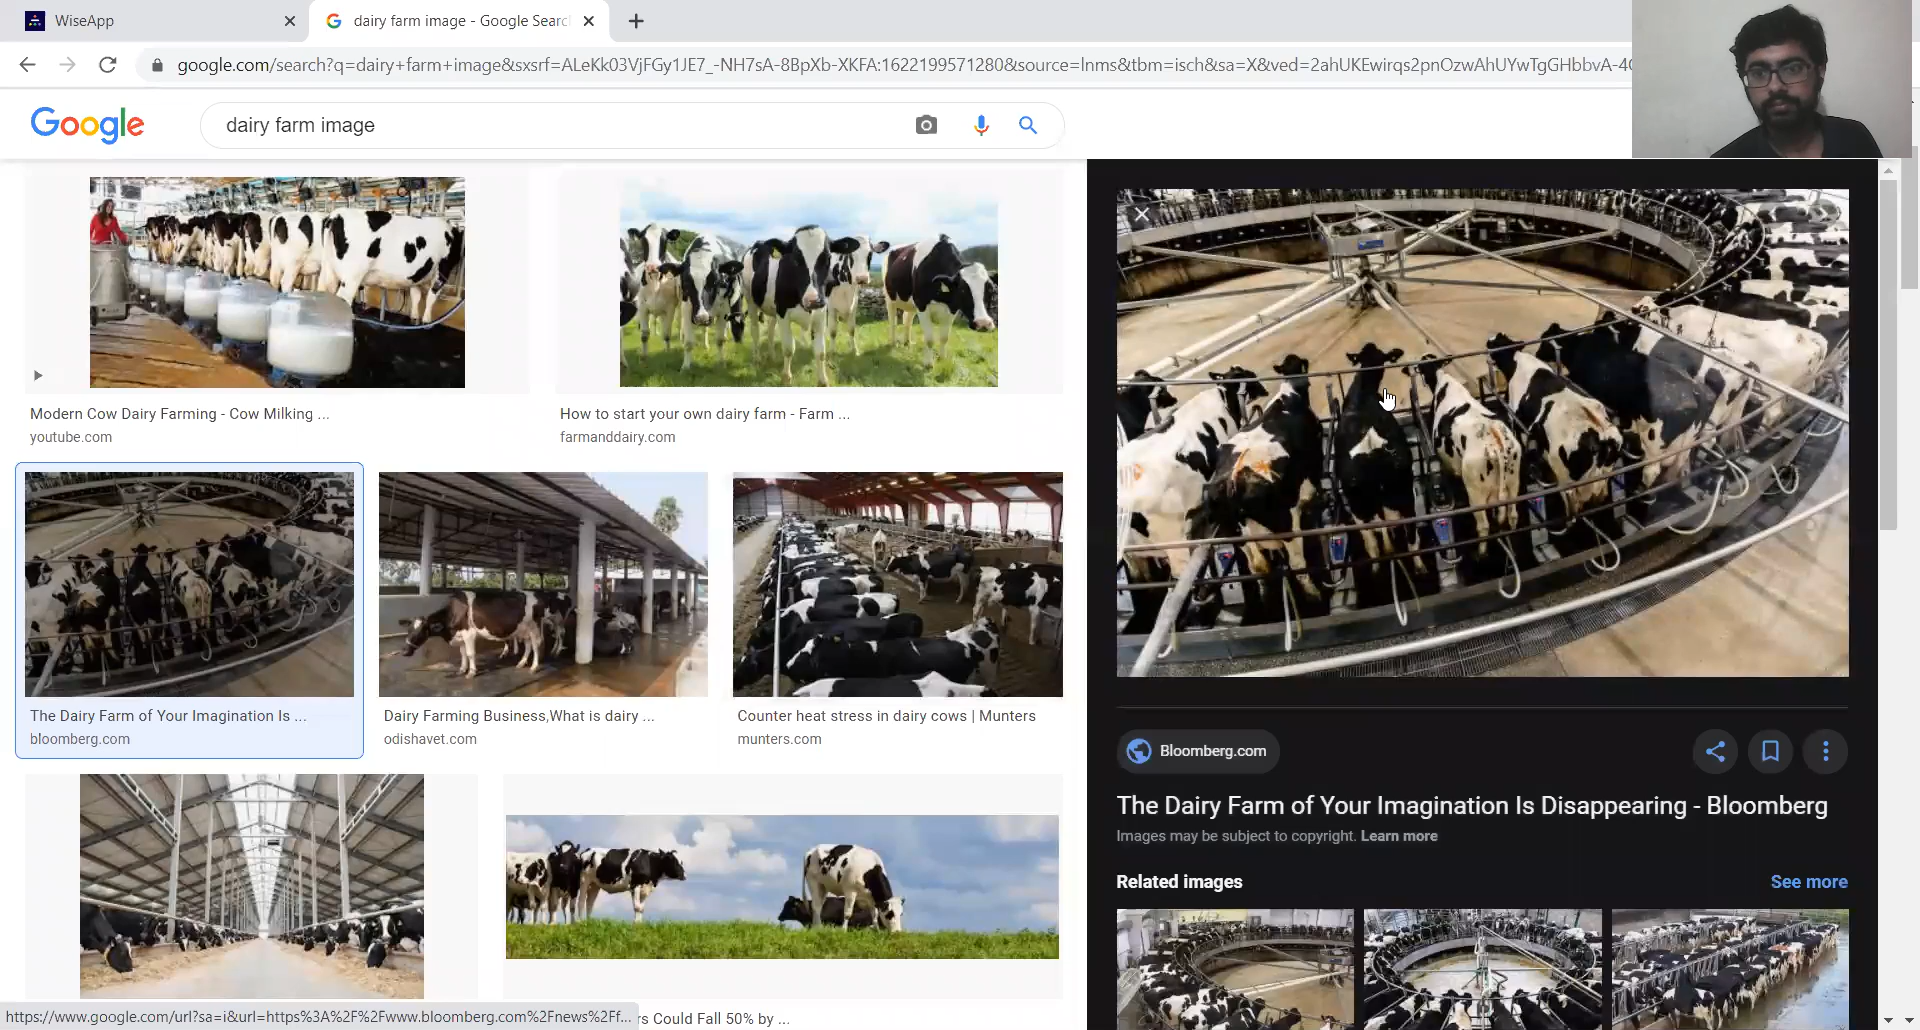 WiseApp
dairy farm image - Google Searc
google.com/search?q=dairy+farm+image&sxsrf=ALeKk03VjFGy1JE7_-NH7sA-8BpXb-XKFA:1622199571280&source=lnms&tbm=isch&sa=X&ved=2ahUKEwirqs2pnOzwAhUYwTgGHbbvA-4
Google
dairy farm image
Modern Cow Dairy Farming - Cow Milking ...
youtube.com
How to start your own dairy farm - Farm ...
farmanddairy.com
The Dairy Farm of Your Imagination Is ...
bloomberg.com
Dairy Farming Business,What is dairy ...
odishavet.com
Counter heat stress in dairy cows | Munters
munters.com
Bloomberg.com
The Dairy Farm of Your Imagination Is Disappearing - Bloomberg
Images may be subject to copyright. Learn more
Related images
See more
https://www.google.com/url?sa=i&url=https%3A%2F%2Fwww.bloomberg.com%2Fnews%2Ff...
rs Could Fall 50% by ...